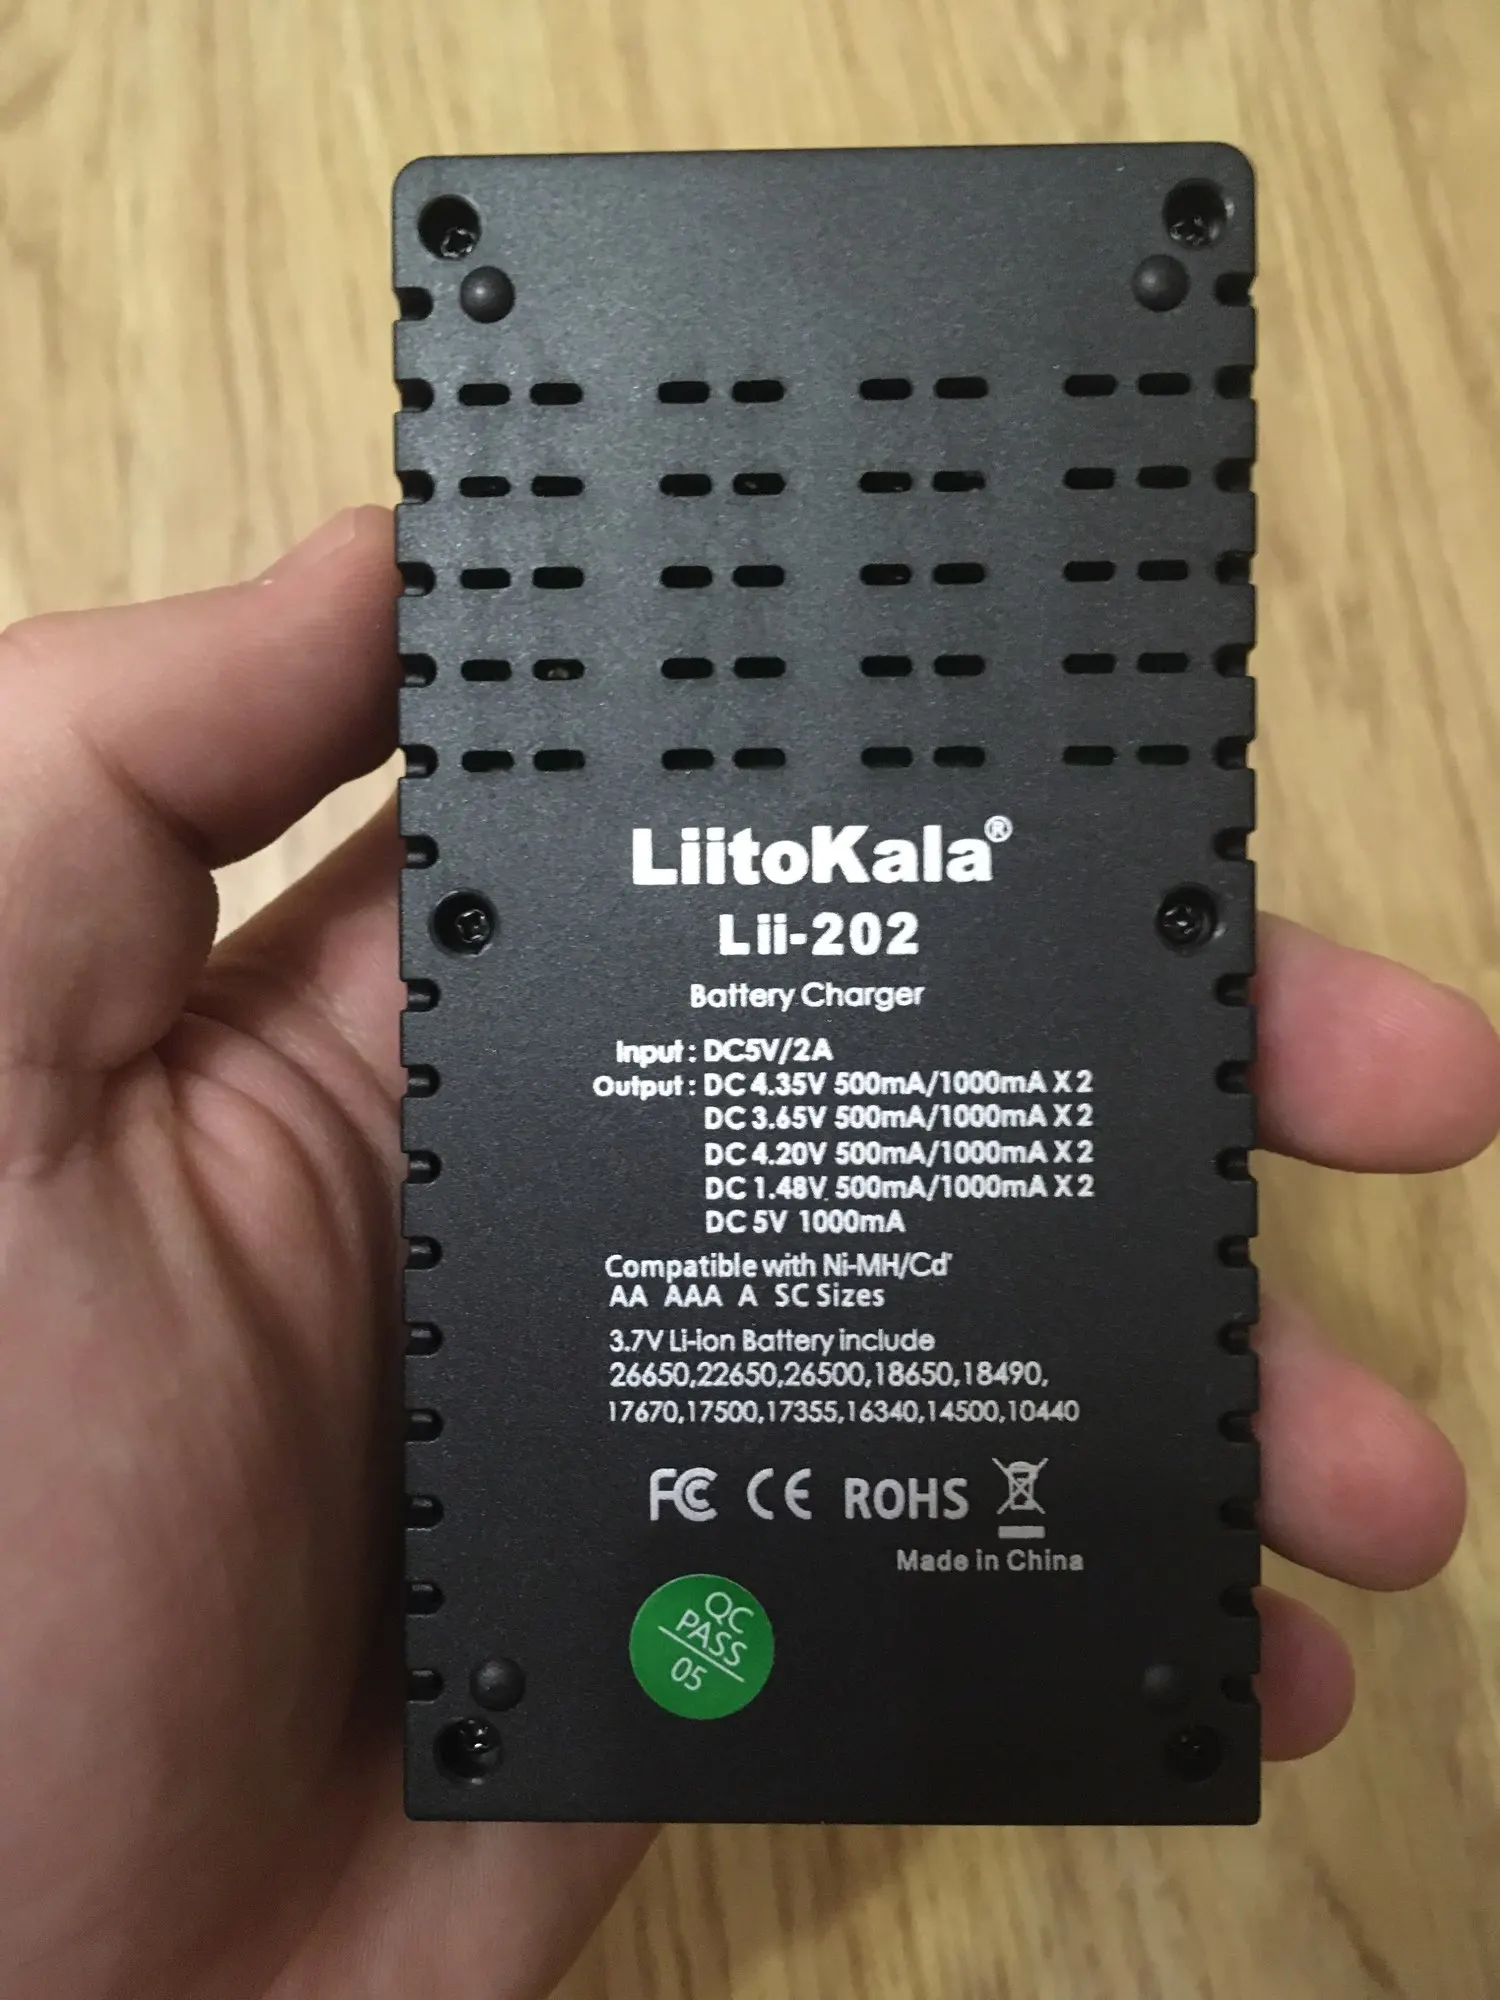 LiitoKala®
Lii-202
Battery Charger
Input : DC5V/2A
Output : DC 4.35V 500mA/1000mA X 2
DC 3.65V 500mA/1000mA X 2
DC 4.20V 500mA/1000mA X 2
DC 1.48V 500mA/1000mA X 2
DC 5V 1000mA
Compatible with Ni-MH/Cd'
AA AAA A SC Sizes
3.7V Li-ion Battery include
26650,22650,26500,18650,18490,
17670,17500,17355,16340,14500,10440
FC CE ROHS
Made in China
QC
PASS
05